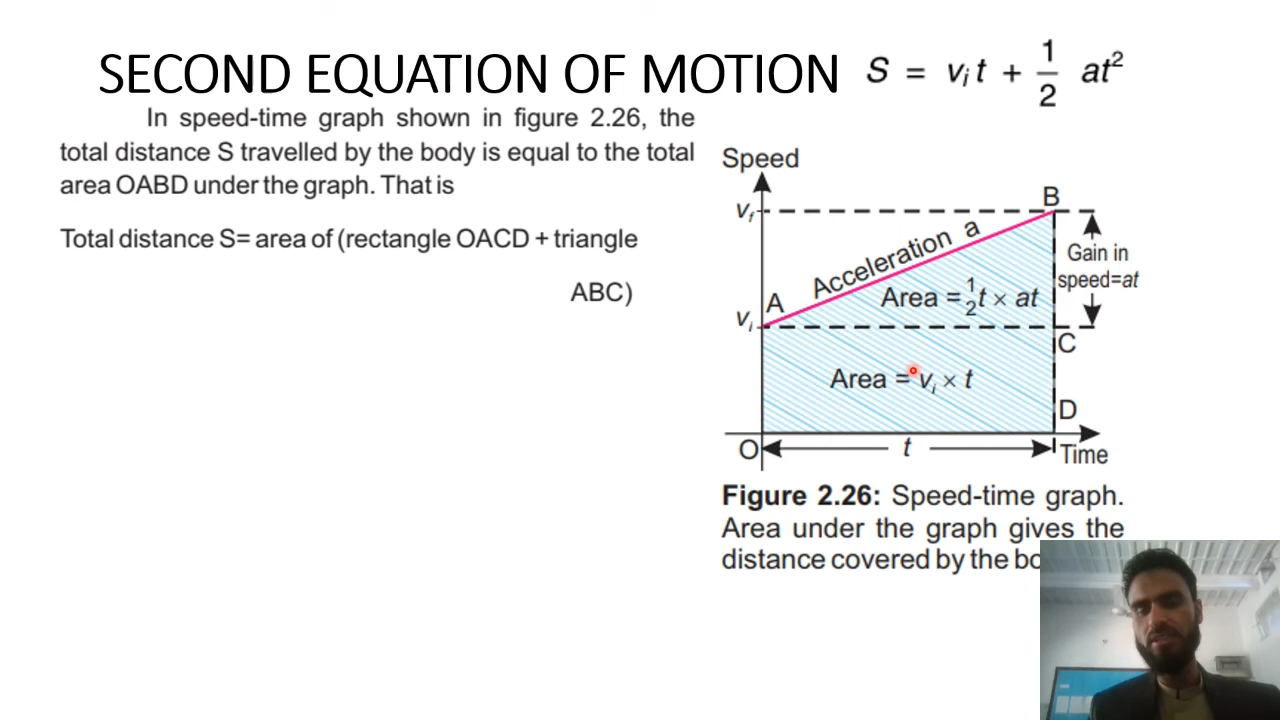 SECOND EQUATION OF MOTION S = vᵢt + 1/2 at²
In speed-time graph shown in figure 2.26, the
total distance S travelled by the body is equal to the total
area OABD under the graph. That is
Total distance S= area of (rectangle OACD + triangle
ABC)
Speed
B
v_f
Acceleration a
Gain in
speed=at
A
Area = 1/2 t × at
vᵢ
C
Area = vᵢ × t
D
O
t
Time
Figure 2.26: Speed-time graph.
Area under the graph gives the
distance covered by the